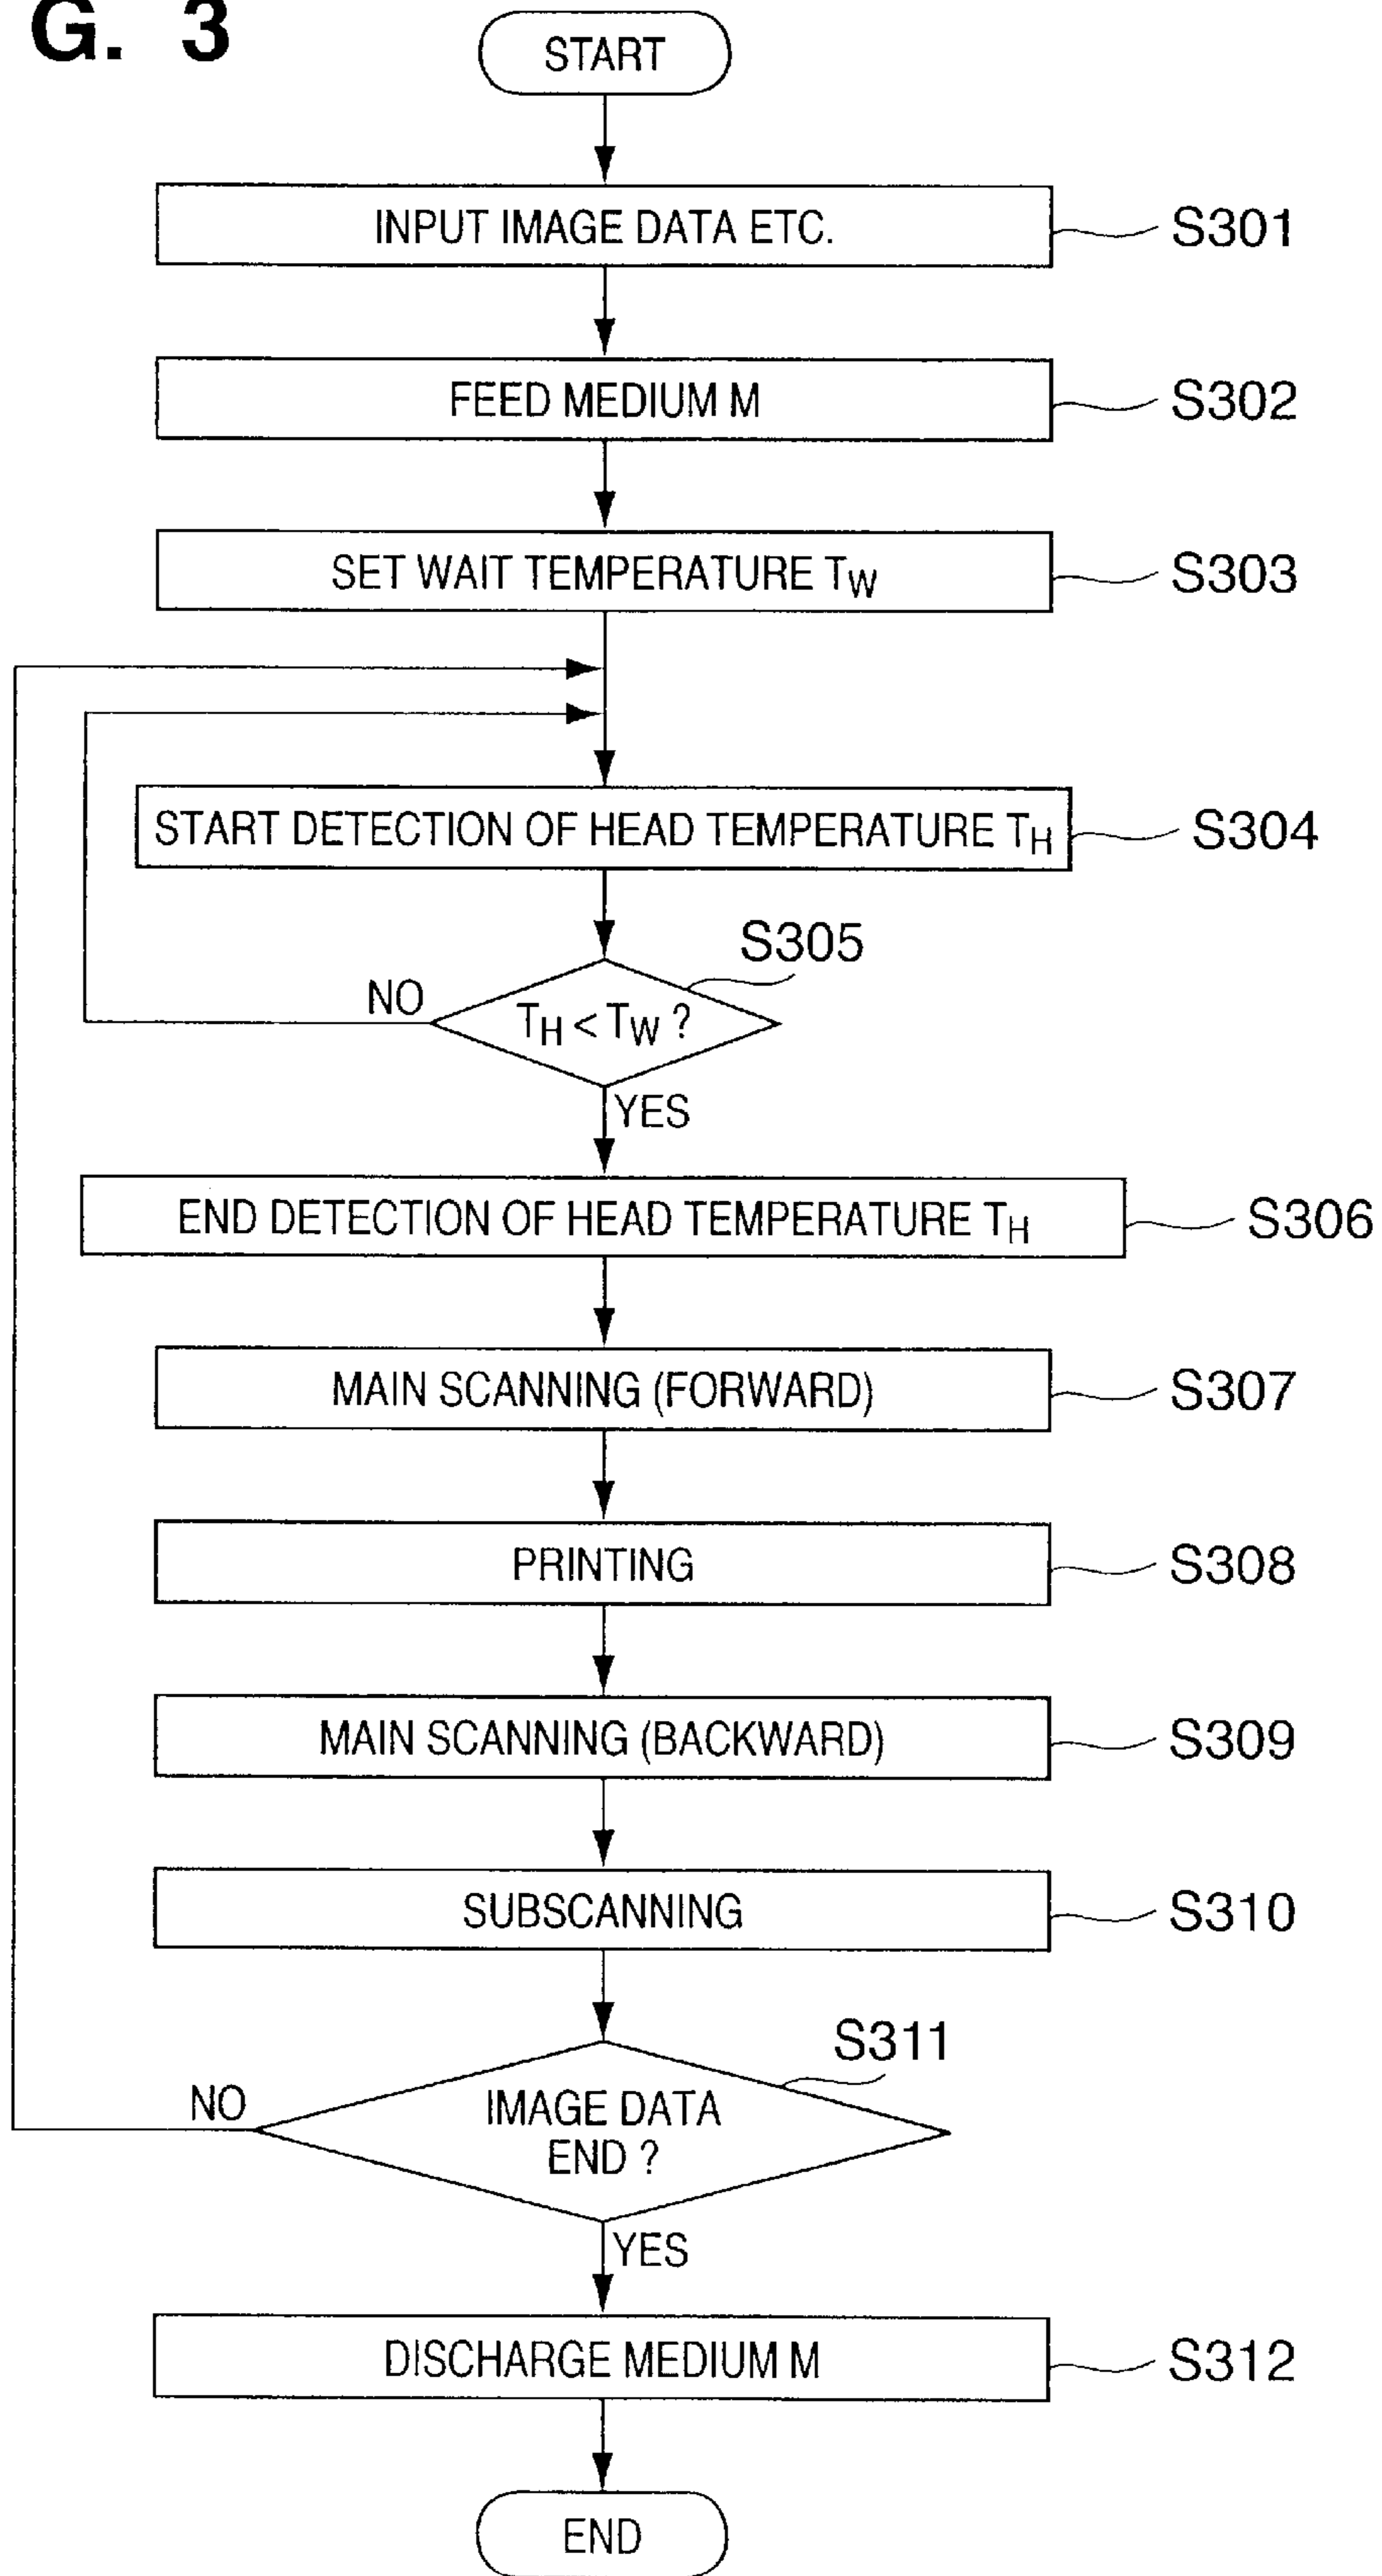 G. 3
START
INPUT IMAGE DATA ETC.
S301
FEED MEDIUM M
S302
SET WAIT TEMPERATURE TW
S303
START DETECTION OF HEAD TEMPERATURE TH
S304
S305
NO
TH < TW ?
YES
END DETECTION OF HEAD TEMPERATURE TH
S306
MAIN SCANNING (FORWARD)
S307
PRINTING
S308
MAIN SCANNING (BACKWARD)
S309
SUBSCANNING
S310
S311
NO
IMAGE DATA
END ?
YES
DISCHARGE MEDIUM M
S312
END